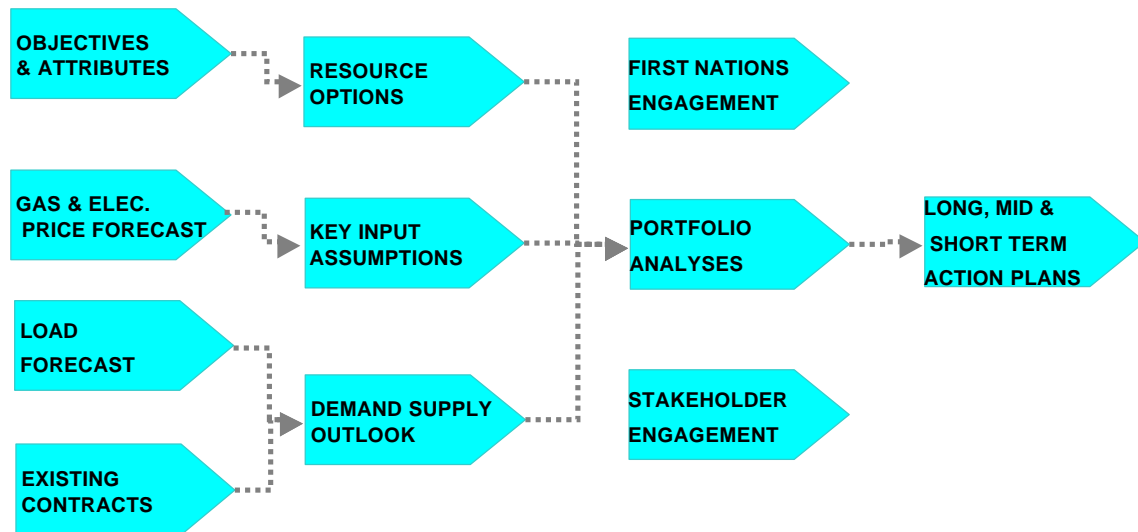 OBJECTIVES
& ATTRIBUTES
RESOURCE
OPTIONS
FIRST NATIONS
ENGAGEMENT
GAS & ELEC.
PRICE FORECAST
KEY INPUT
ASSUMPTIONS
PORTFOLIO
ANALYSES
LONG, MID &
SHORT TERM
ACTION PLANS
LOAD
FORECAST
DEMAND SUPPLY
OUTLOOK
STAKEHOLDER
ENGAGEMENT
EXISTING
CONTRACTS